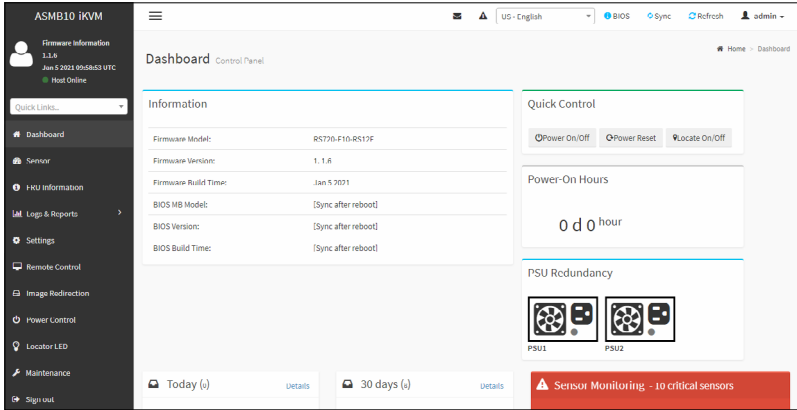 ASMB10 iKVM
Firmware Information
1.1.6
Jan 5 2021 09:58:53 UTC
Host Online
Quick Links..
Dashboard
Sensor
FRU Information
Logs & Reports
Settings
Remote Control
Image Redirection
Power Control
Locator LED
Maintenance
Sign out
US - English
BIOS
Sync
Refresh
admin
Dashboard Control Panel
Home > Dashboard
Information
Firmware Model: RS720-E10-RS12E
Firmware Version: 1.1.6
Firmware Build Time: Jan 5 2021
BIOS MB Model: [Sync after reboot]
BIOS Version: [Sync after reboot]
BIOS Build Time: [Sync after reboot]
Quick Control
Power On/Off Power Reset Locate On/Off
Power-On Hours
0 d 0 hour
PSU Redundancy
PSU1 PSU2
Today Details
30 days Details
Sensor Monitoring - 10 critical sensors